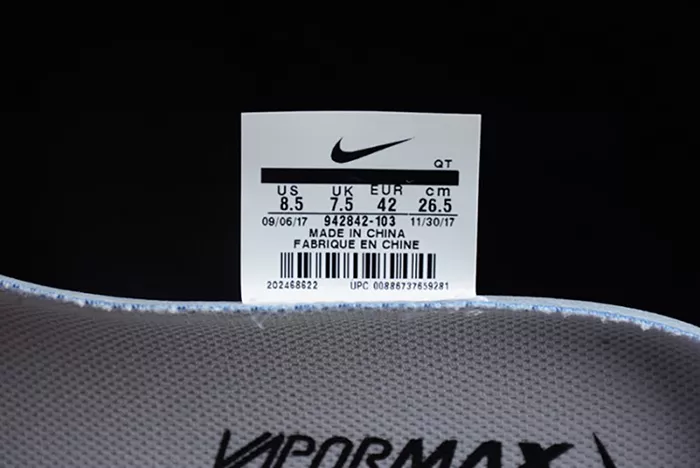 QT
US UK EUR cm
8.5 7.5 42 26.5
09/06/17 942842-103 11/30/17
MADE IN CHINA
FABRIQUE EN CHINE
202468622 UPC 00886737659281
VAPORMAX